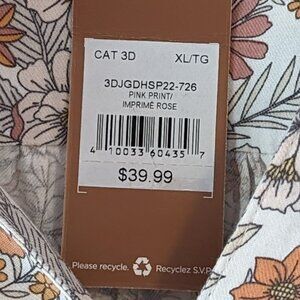 CAT 3D XL/TG
3DJGDHSP22-726
PINK PRINT/
IMPRIMÉ ROSE
4 10033 60435 7
$39.99
Please recycle. Recyclez S.V.P.